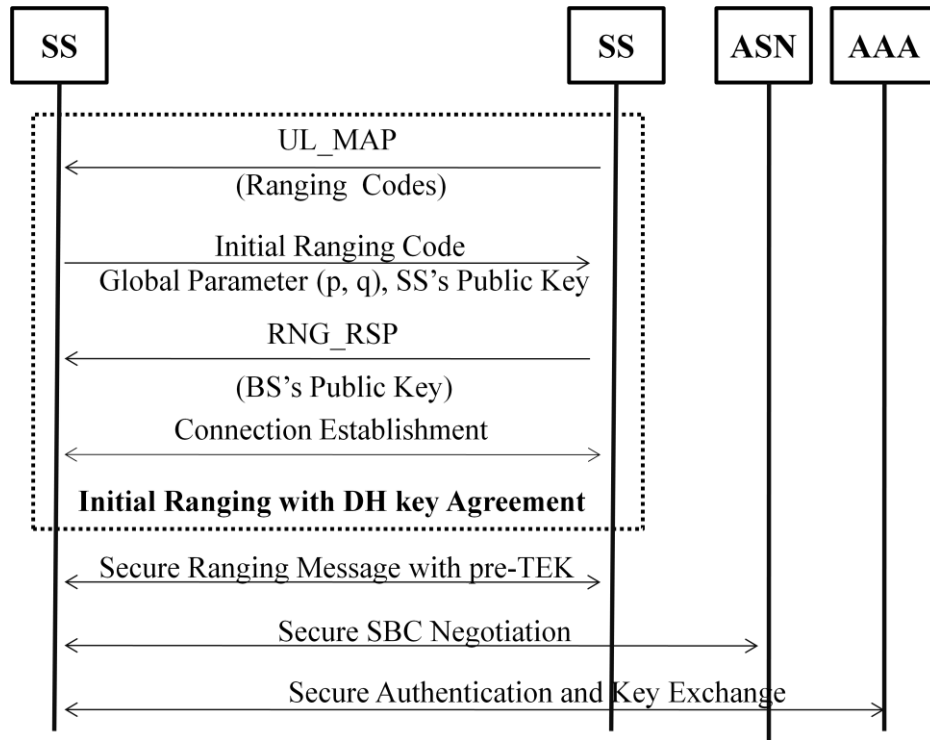 SS SS ASN AAA
UL_MAP
(Ranging Codes)
Initial Ranging Code
Global Parameter (p, q), SS's Public Key
RNG_RSP
(BS's Public Key)
Connection Establishment
Initial Ranging with DH key Agreement
Secure Ranging Message with pre-TEK
Secure SBC Negotiation
Secure Authentication and Key Exchange